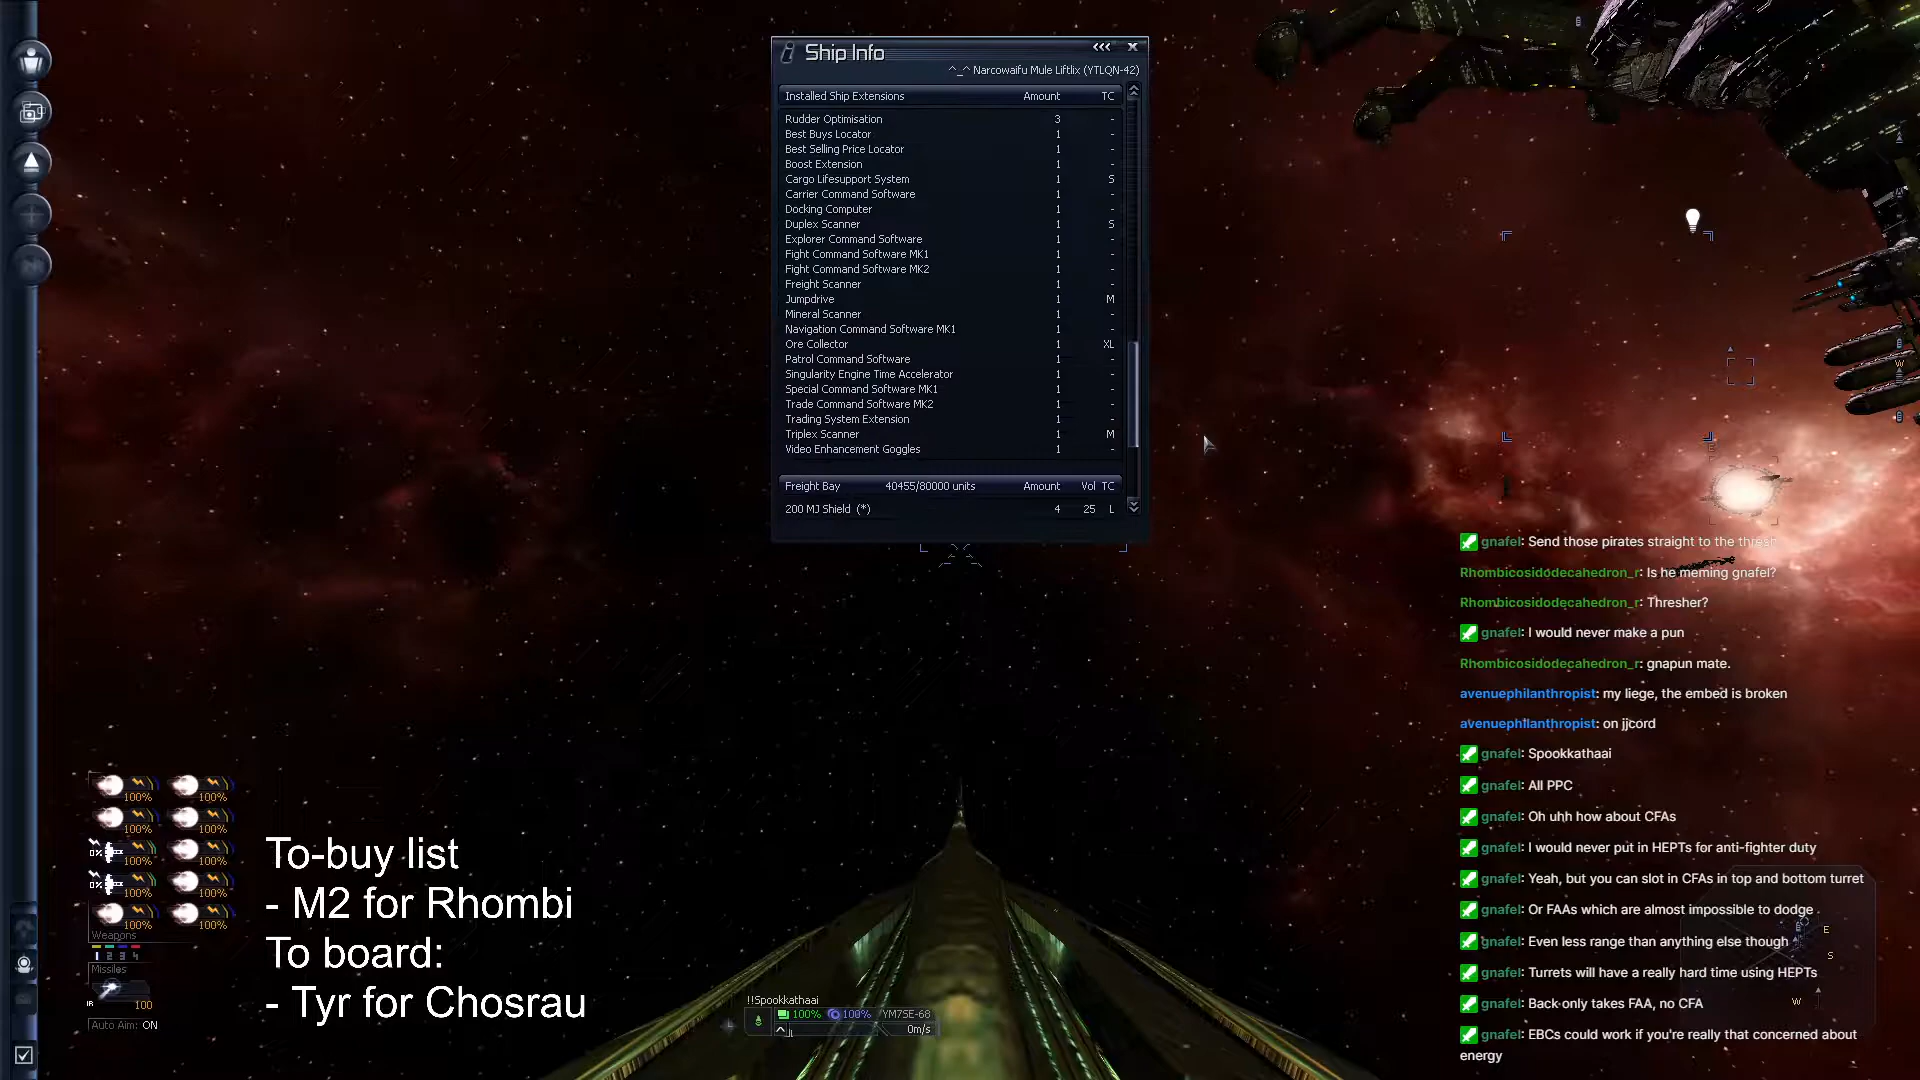 Ship Info
^_^ Narcowaifu Mule Liftlix (YTLQN-42)
Installed Ship Extensions Amount TC
Rudder Optimisation 3 -
Best Buys Locator 1 -
Best Selling Price Locator 1 -
Boost Extension 1 -
Cargo Lifesupport System 1 S
Carrier Command Software 1 -
Docking Computer 1 -
Duplex Scanner 1 S
Explorer Command Software 1 -
Fight Command Software MK1 1 -
Fight Command Software MK2 1 -
Freight Scanner 1 -
Jumpdrive 1 M
Mineral Scanner 1 -
Navigation Command Software MK1 1 -
Ore Collector 1 XL
Patrol Command Software 1 -
Singularity Engine Time Accelerator 1 -
Special Command Software MK1 1 -
Trade Command Software MK2 1 -
Trading System Extension 1 -
Triplex Scanner 1 M
Video Enhancement Goggles 1 -
Freight Bay 40455/80000 units Amount Vol TC
200 MJ Shield (*) 4 25 L
gnafel: Send those pirates straight to the thresh
Rhombicosidodecahedron_r: Is he meming gnafel?
Rhombicosidodecahedron_r: Thresher?
gnafel: I would never make a pun
Rhombicosidodecahedron_r: gnapun mate.
avenuephilanthropist: my liege, the embed is broken
avenuephilanthropist: on jjcord
gnafel: Spookkathaai
gnafel: All PPC
gnafel: Oh uhh how about CFAs
gnafel: I would never put in HEPTs for anti-fighter duty
gnafel: Yeah, but you can slot in CFAs in top and bottom turret
gnafel: Or FAAs which are almost impossible to dodge
gnafel: Even less range than anything else though
gnafel: Turrets will have a really hard time using HEPTs
gnafel: Back only takes FAA, no CFA
gnafel: EBCs could work if you're really that concerned about
energy
100% 100%
100% 100%
0% 100% 100%
0% 100% 100%
100% 100%
Weapons
1 2 3 4
Missiles
IR 100
Auto Aim: ON
To-buy list
- M2 for Rhombi
To board:
- Tyr for Chosrau
!!Spookkathaai
100% 100% YM7SE-68
0m/s
E
S
W